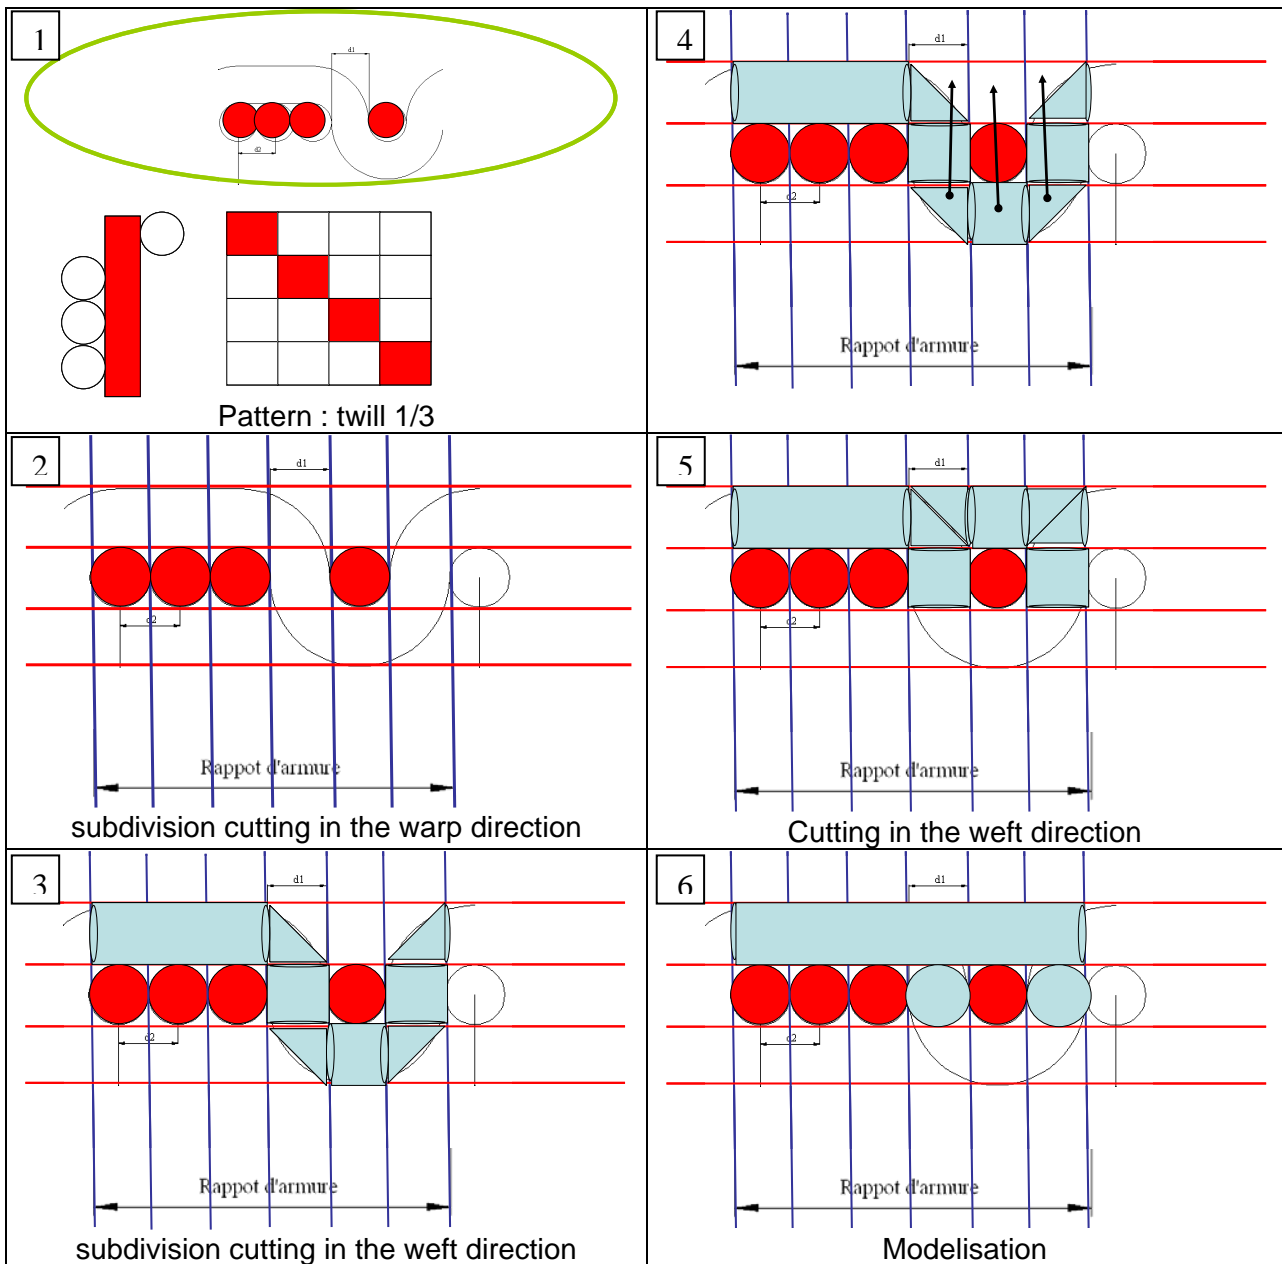 1
d1
d2
Pattern : twill 1/3
2
d1
d2
Rappot d'armure
subdivision cutting in the warp direction
3
d1
d2
Rappot d'armure
subdivision cutting in the weft direction
4
d1
d2
Rappot d'armure
5
d1
d2
Rappot d'armure
Cutting in the weft direction
6
d1
d2
Rappot d'armure
Modelisation